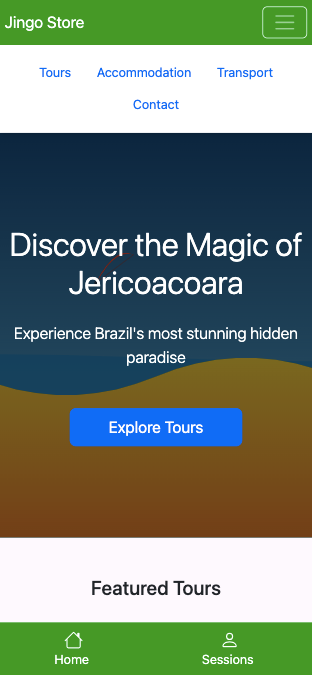 Jingo Store
Tours Accommodation Transport
Contact
Discover the Magic of
Jericoacoara
Experience Brazil's most stunning hidden
paradise
Explore Tours
Featured Tours
Home Sessions